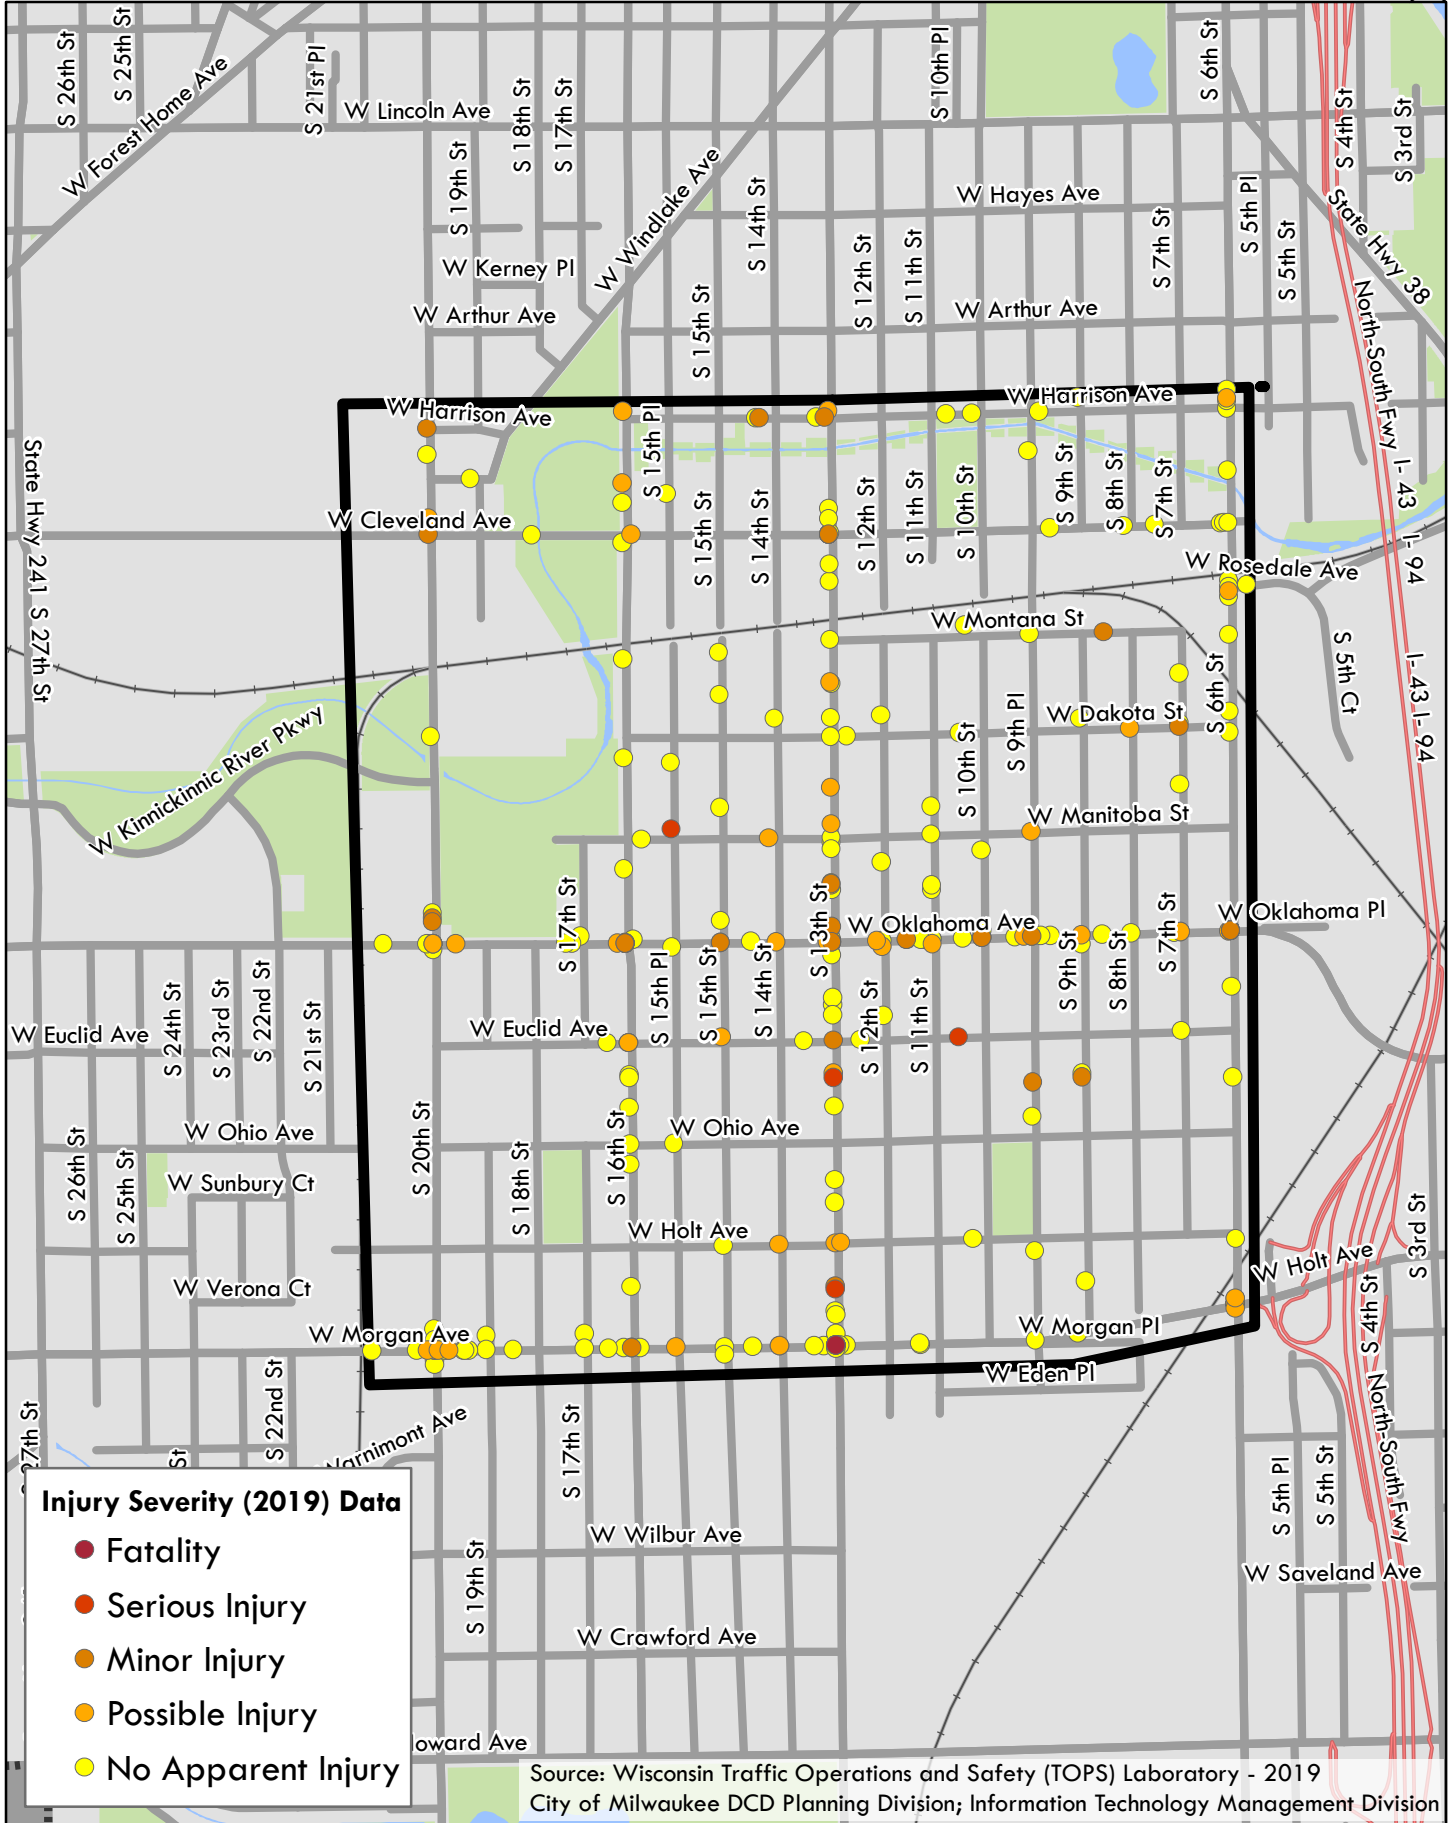 S 26th St
S 25th St
S 21st Pl
S 10th Pl
S 6th St
W Forest Home Ave
W Lincoln Ave
S 18th St
S 17th St
S 4th St
S 3rd St
S 19th St
W Windlake Ave
S 14th St
W Hayes Ave
S 5th Pl
State Hwy 38
S 7th St
S 5th St
S 12th St
S 11th St
W Kerney Pl
W Arthur Ave
S 15th St
W Arthur Ave
North-South Fwy
W Harrison Ave
W Harrison Ave
S 15th Pl
State Hwy 241
S 27th St
W Cleveland Ave
S 15th St
S 14th St
S 12th St
S 11th St
S 10th St
S 9th St
S 8th St
S 7th St
I- 43
I- 94
W Rosedale Ave
W Montana St
S 5th Ct
S 6th St
I- 43 I- 94
W Kinnickinnic River Pkwy
S 9th Pl
W Dakota St
S 10th St
W Manitoba St
S 17th St
S 13th St
W Oklahoma Ave
W Oklahoma Pl
S 7th St
S 9th St
S 8th St
S 15th Pl
S 15th St
S 14th St
S 12th St
S 11th St
S 24th St
S 23rd St
S 22nd St
S 21st St
W Euclid Ave
W Euclid Ave
S 20th St
S 16th St
W Ohio Ave
W Ohio Ave
S 26th St
S 25th St
W Sunbury Ct
S 18th St
W Holt Ave
S 3rd St
W Holt Ave
W Verona Ct
S 4th St
W Morgan Ave
W Morgan Pl
W Eden Pl
S 22nd St
North-South Fwy
S 17th St
St
S 5th Pl
S 5th St
W Wilbur Ave
S 19th St
W Saveland Ave
W Crawford Ave
Injury Severity (2019) Data
Fatality
Serious Injury
Minor Injury
Possible Injury
No Apparent Injury
Source: Wisconsin Traffic Operations and Safety (TOPS) Laboratory - 2019
City of Milwaukee DCD Planning Division; Information Technology Management Division